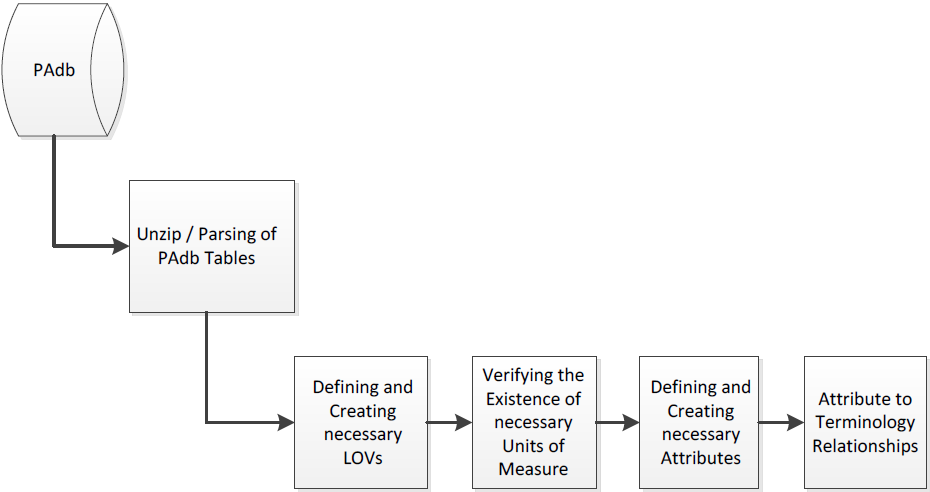 PAdb
Unzip / Parsing of
PAdb Tables
Defining and
Creating
necessary
LOVs
Verifying the
Existence of
necessary
Units of
Measure
Defining and
Creating
necessary
Attributes
Attribute to
Terminology
Relationships